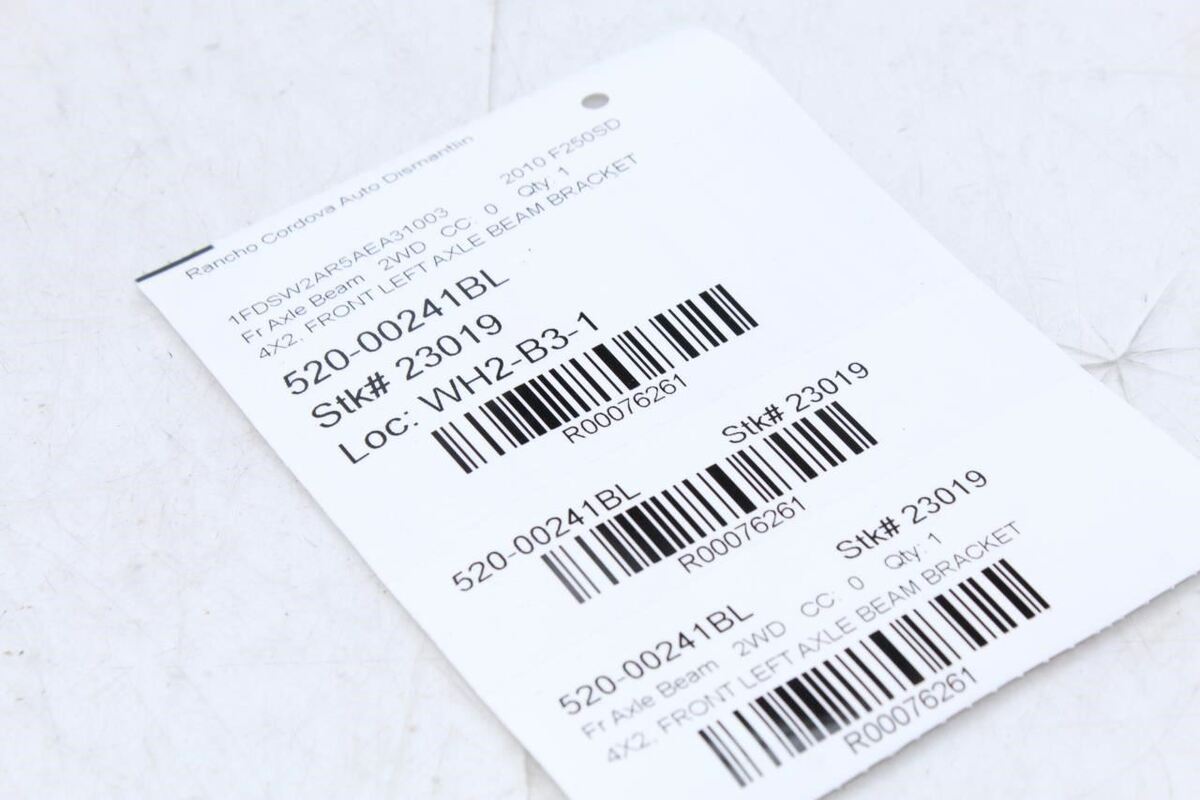 Rancho Cordova Auto Dismantlin
1FDSW2AR5AEA31003 2010 F250SD
Fr Axle Beam 2WD CC: 0 Qty: 1
4X2, FRONT LEFT AXLE BEAM BRACKET
520-00241BL
Stk# 23019
Loc: WH2-B3-1
R00076261
520-00241BL Stk# 23019
R00076261
520-00241BL Stk# 23019
Fr Axle Beam 2WD CC: 0 Qty: 1
4X2, FRONT LEFT AXLE BEAM BRACKET
R00076261